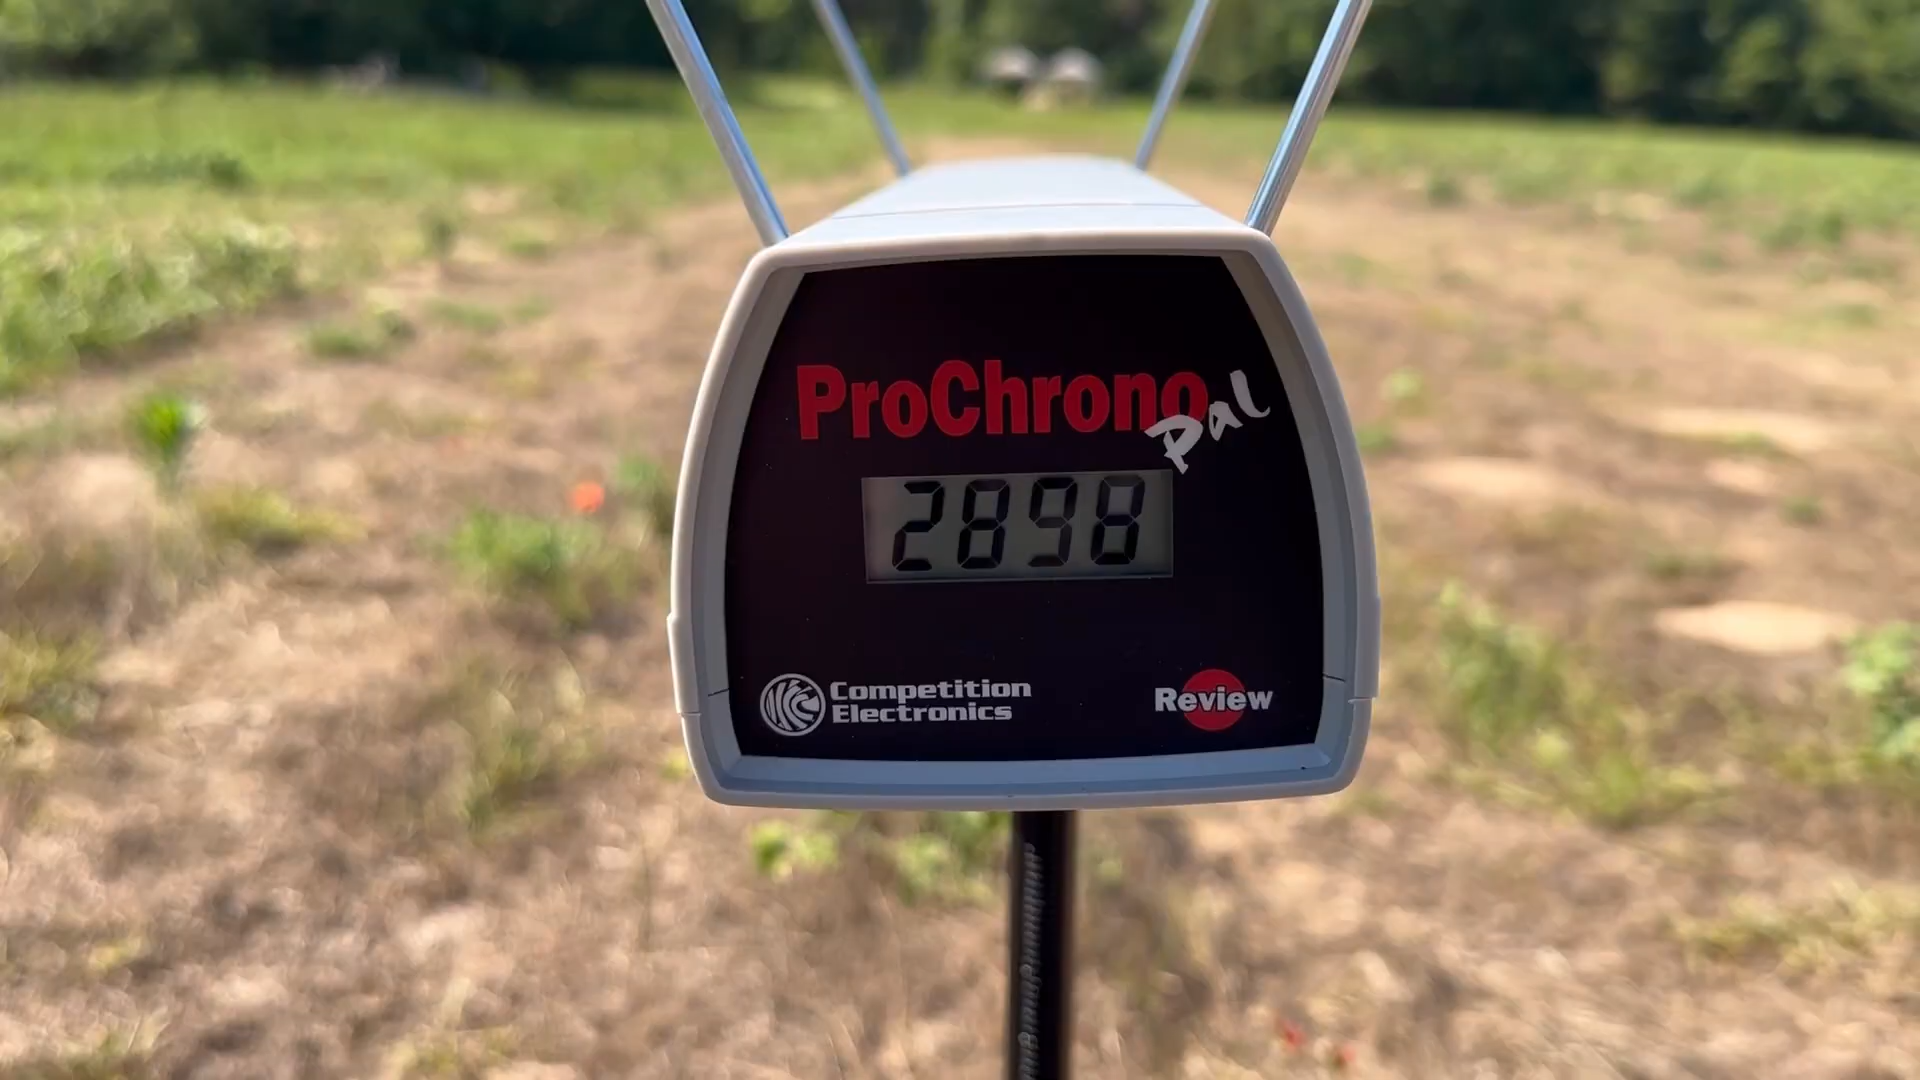 ProChrono
Pal
2898
Competition
Electronics
Review